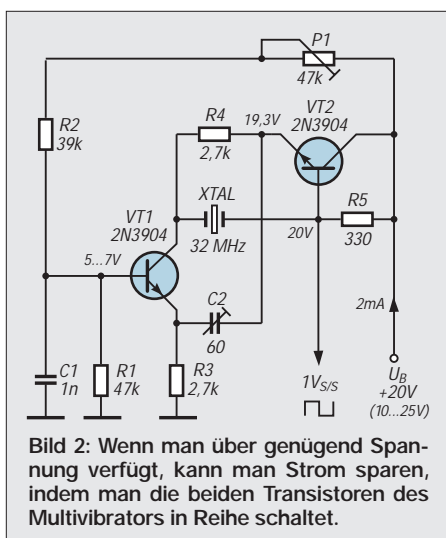 P1
47k
R2
39k
R4
2,7k
19,3V
VT2
2N3904
VT1
2N3904
XTAL
32 MHz
20V
R5
330
5...7V
C2
60
2mA
C1
1n
R1
47k
R3
2,7k
1V S/S
U B
+20V
(10...25V)
Bild 2: Wenn man über genügend Span-
nung verfügt, kann man Strom sparen,
indem man die beiden Transistoren des
Multivibrators in Reihe schaltet.